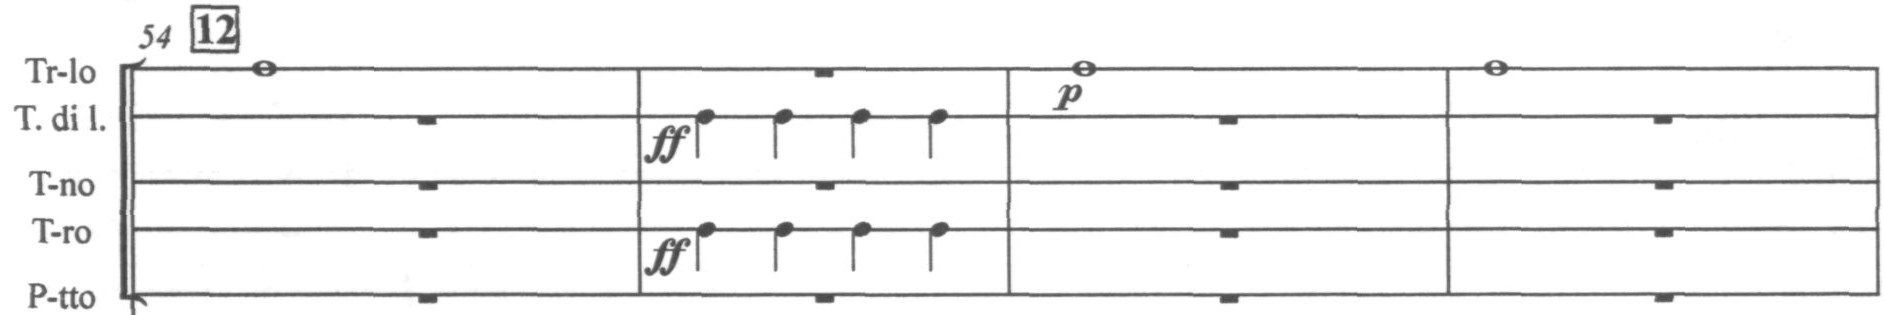 54 12
Tr-lo
p
T. di l.
ff
T-no
T-ro
ff
P-tto